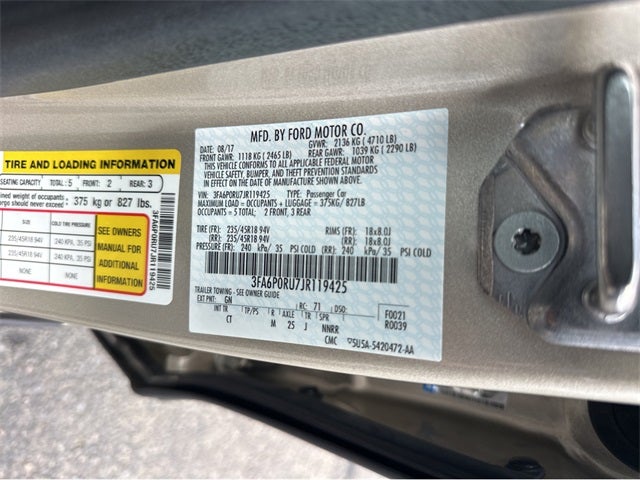 TIRE AND LOADING INFORMATION
SEATING CAPACITY TOTAL : 5 FRONT: 2 REAR: 3
375 kg or 827 lbs.
SIZE COLD TIRE PRESSURE
235/45R18 94V 240 KPA, 35 PSI
235/45R18 94V 240 KPA, 35 PSI
NONE NONE
SEE OWNERS
MANUAL FOR
ADDITIONAL
INFORMATION
3FA6P0RU7JR119425
MFD. BY FORD MOTOR CO.
DATE: 08/17 GVWR: 2136 KG ( 4710 LB)
FRONT GAWR: 1118 KG ( 2465 LB) REAR GAWR: 1039 KG ( 2290 LB)
THIS VEHICLE CONFORMS TO ALL APPLICABLE FEDERAL MOTOR
VEHICLE SAFETY, BUMPER, AND THEFT PREVENTION STANDARDS
IN EFFECT ON THE DATE OF MANUFACTURE SHOWN ABOVE.
VIN: 3FA6P0RU7JR119425 TYPE: Passenger Car
MAXIMUM LOAD= OCCUPANTS + LUGGAGE = 375KG/827LB
OCCUPANTS = 5 TOTAL: 2 FRONT, 3 REAR
TIRE (FR): 235/45R18 94V RIMS (FR): 18x8.0J
(RR): 235/45R18 94V (RR): 18x8.0J
PRESSURE (FR): 240 kPa/ 35 PSI COLD (RR): 240 kPa/ 35 PSI COLD
3FA6P0RU7JR119425
TRAILER TOWING - SEE OWNER GUIDE
EXT PNT: GN RC: 71 DSO: F0021
INT TR TP/PS R AXLE TR SPR R0039
CT M 25 J NNRR
CMC 5U5A-5420472-AA